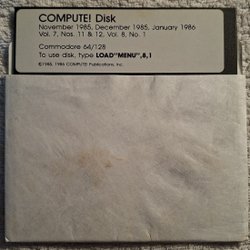 COMPUTE! Disk
November 1985, December 1985, January 1986
Vol. 7, Nos. 11 & 12, Vol. 8, No. 1
Commodore 64/128
To use disk, type LOAD"MENU",8,1
©1985, 1986 COMPUTE! Publications, Inc.